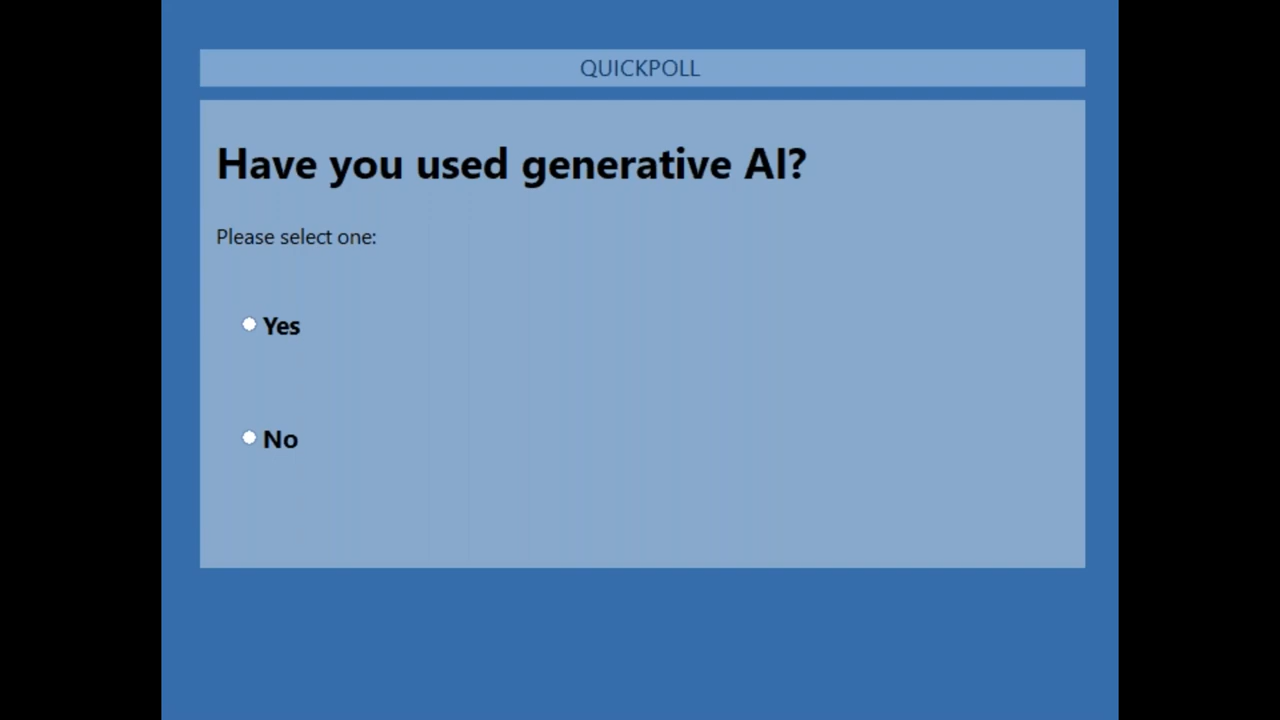 QUICKPOLL
Have you used generative AI?
Please select one:
Yes
No